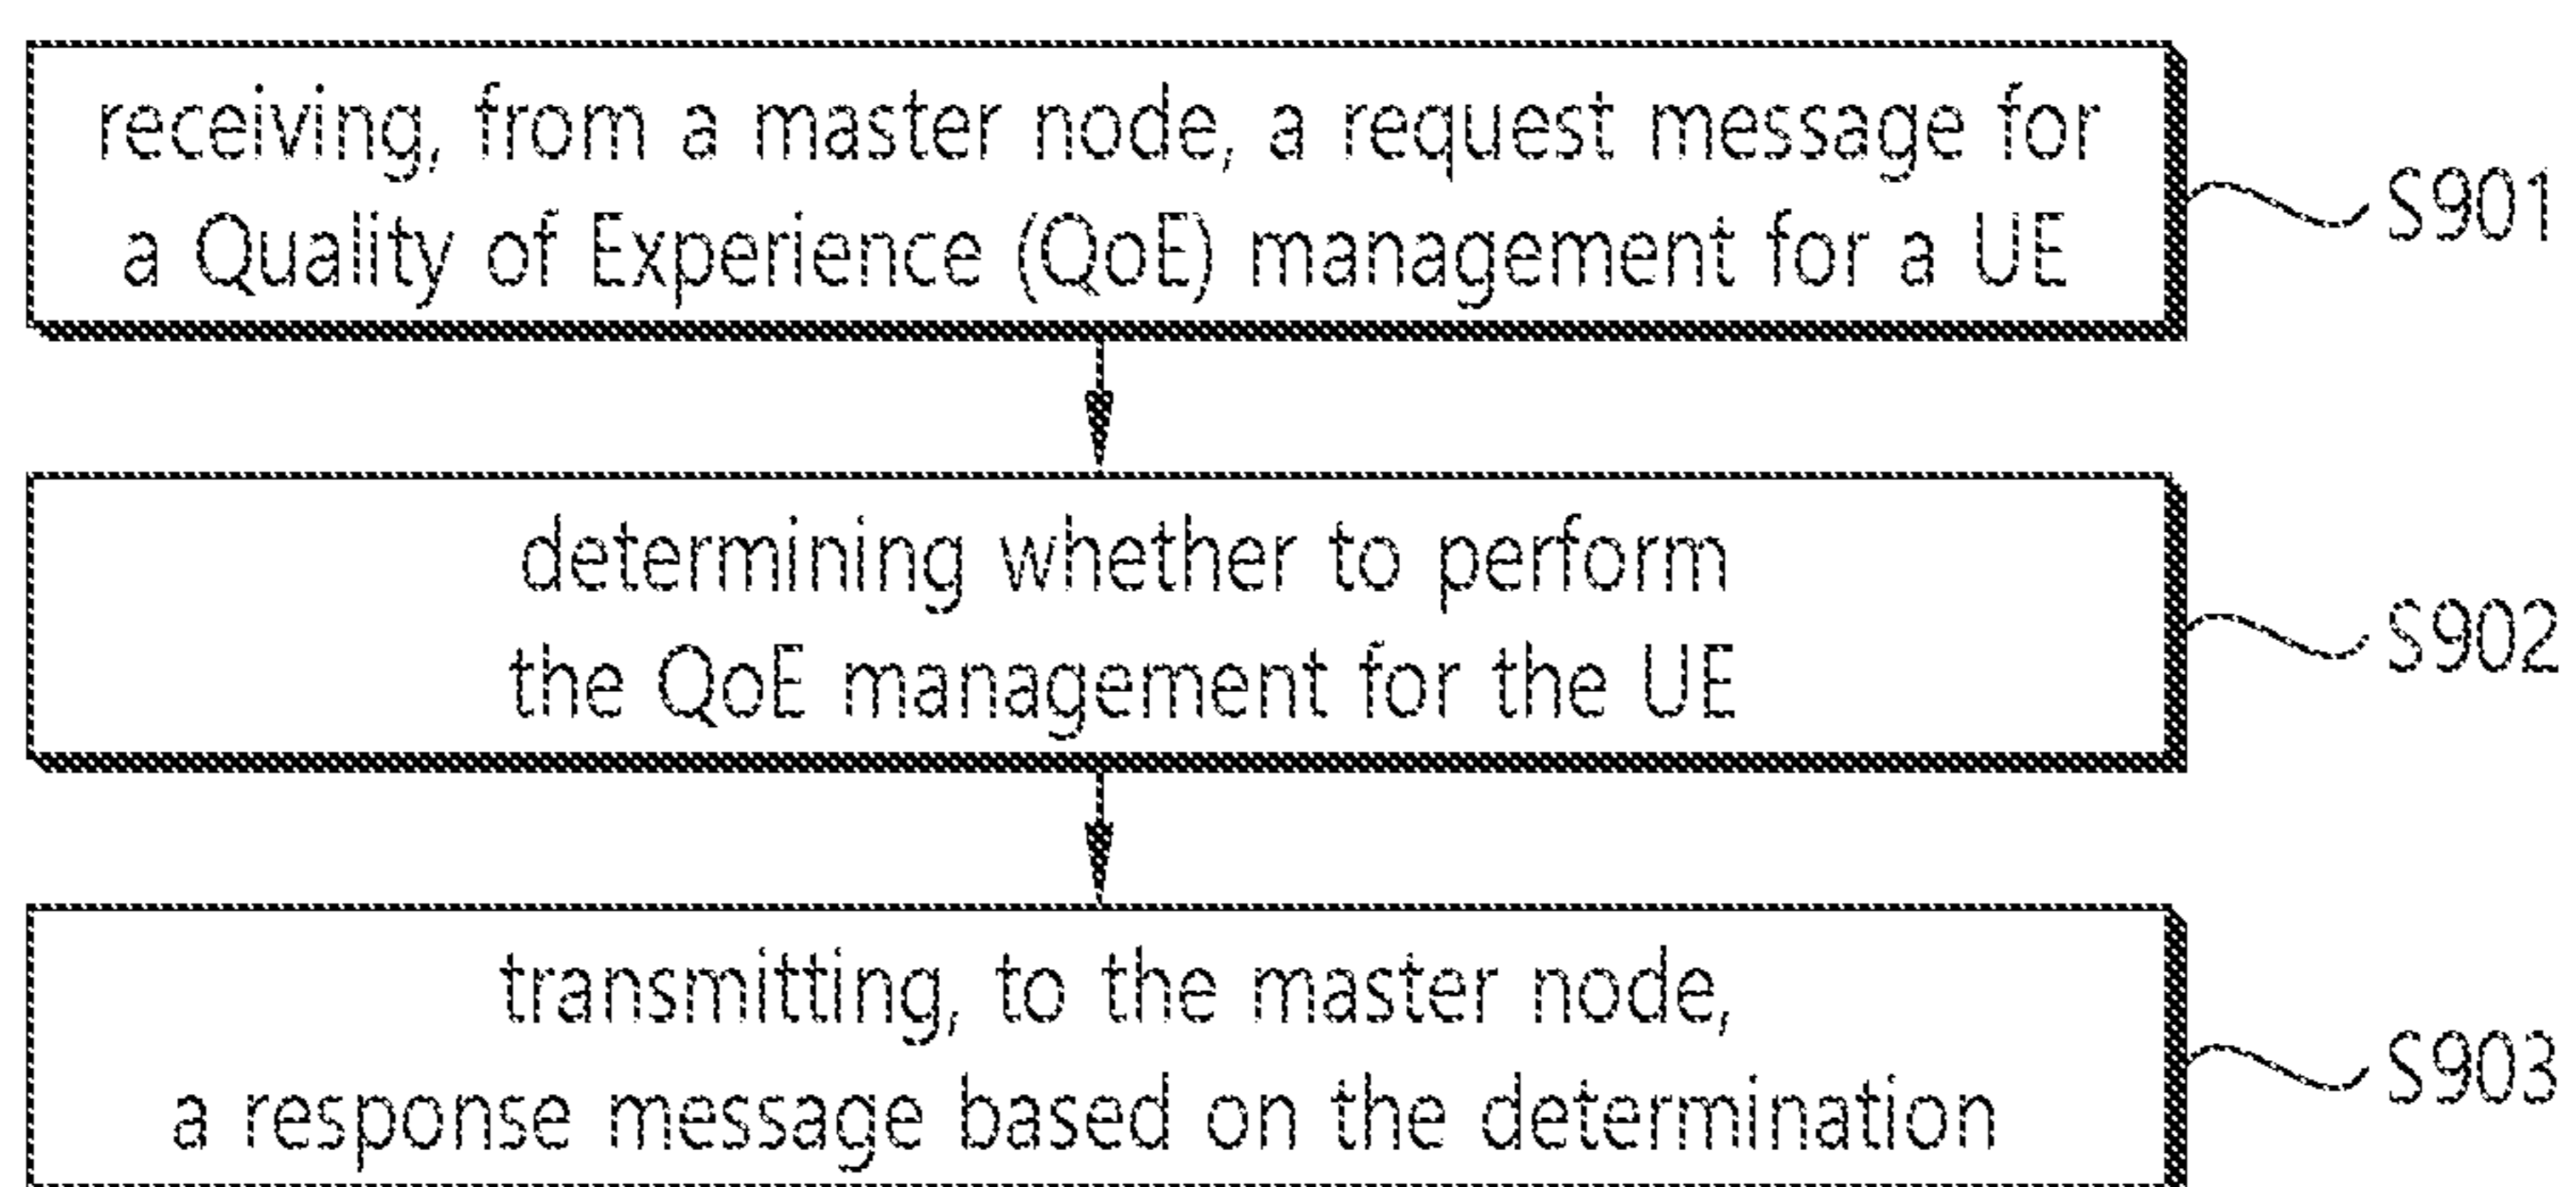 receiving, from a master node, a request message for
a Quality of Experience (QoE) management for a UE
S901
determining whether to perform
the QoE management for the UE
S902
transmitting, to the master node,
a response message based on the determination
S903